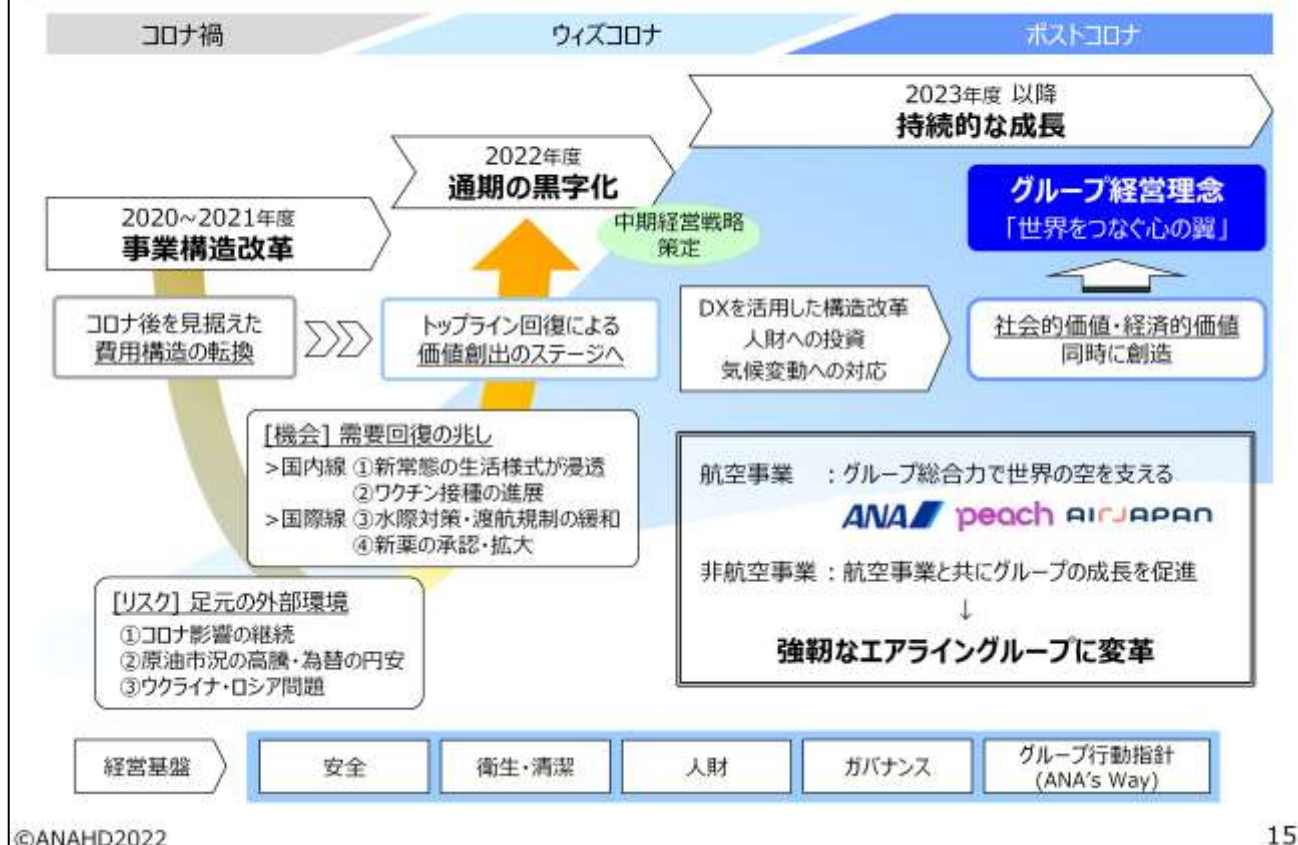 コロナ禍
ウィズコロナ
ポストコロナ
2023年度 以降
持続的な成長
2022年度
通期の黒字化
2020~2021年度
事業構造改革
中期経営戦略
策定
グループ経営理念
「世界をつなぐ心の翼」
コロナ後を見据えた
費用構造の転換
トップライン回復による
価値創出のステージへ
DXを活用した構造改革
人財への投資
気候変動への対応
社会的価値・経済的価値
同時に創造
[機会] 需要回復の兆し
>国内線 ①新常態の生活様式が浸透
②ワクチン接種の進展
>国際線 ③水際対策・渡航規制の緩和
④新薬の承認・拡大
[リスク] 足元の外部環境
①コロナ影響の継続
②原油市況の高騰・為替の円安
③ウクライナ・ロシア問題
航空事業 :グループ総合力で世界の空を支える
ANA peach AIRJAPAN
非航空事業:航空事業と共にグループの成長を促進
↓
強靭なエアライングループに変革
経営基盤
安全
衛生・清潔
人財
ガバナンス
グループ行動指針
(ANA's Way)
©ANAHD2022
15